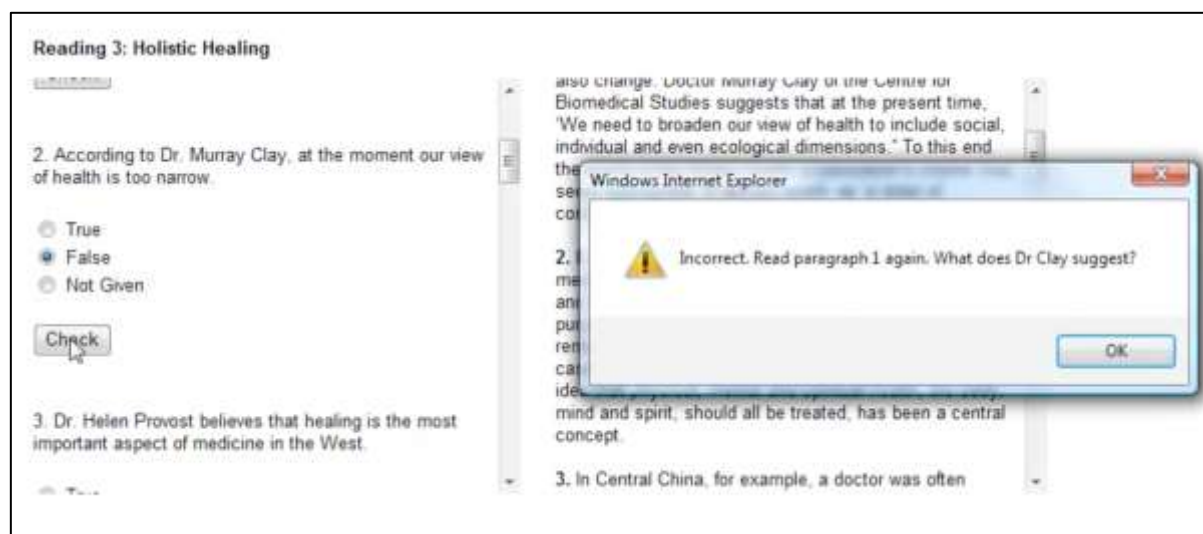 Reading 3: Holistic Healing
Check
2. According to Dr. Murray Clay, at the moment our view
of health is too narrow.
True
False
Not Given
Check
3. Dr. Helen Provost believes that healing is the most
important aspect of medicine in the West.
True
also change. Doctor Murray Clay of the Centre for
Biomedical Studies suggests that at the present time,
'We need to broaden our view of health to include social,
individual and even ecological dimensions.' To this end
the
2.
mind and spirit, should all be treated, has been a central
concept.
3. In Central China, for example, a doctor was often
Windows Internet Explorer
Incorrect. Read paragraph 1 again. What does Dr Clay suggest?
OK